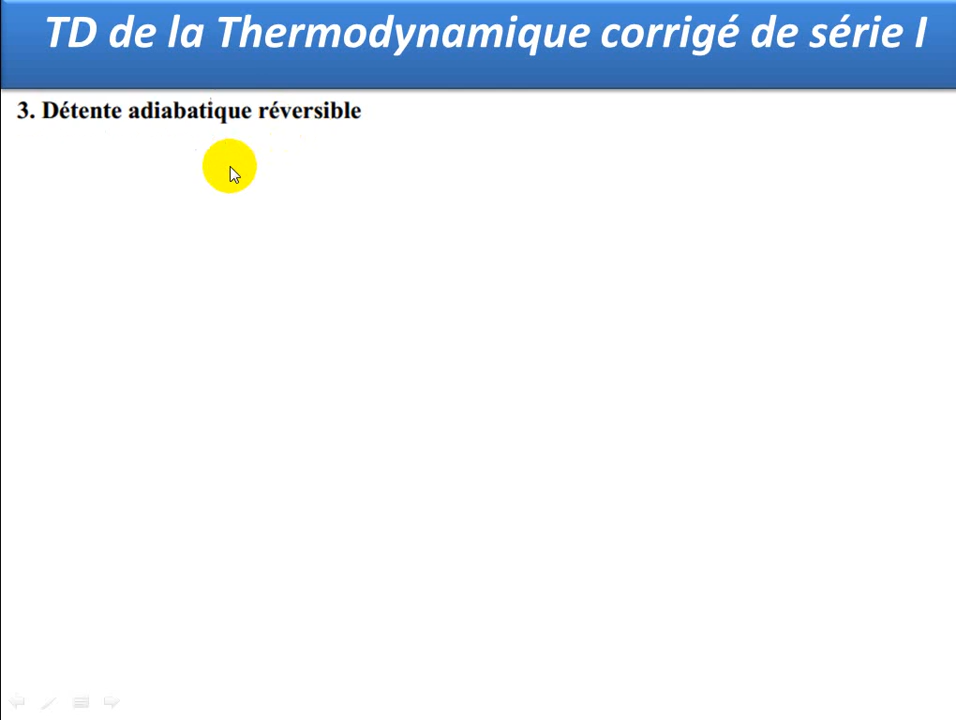 TD de la Thermodynamique corrigé de série I
3. Détente adiabatique réversible